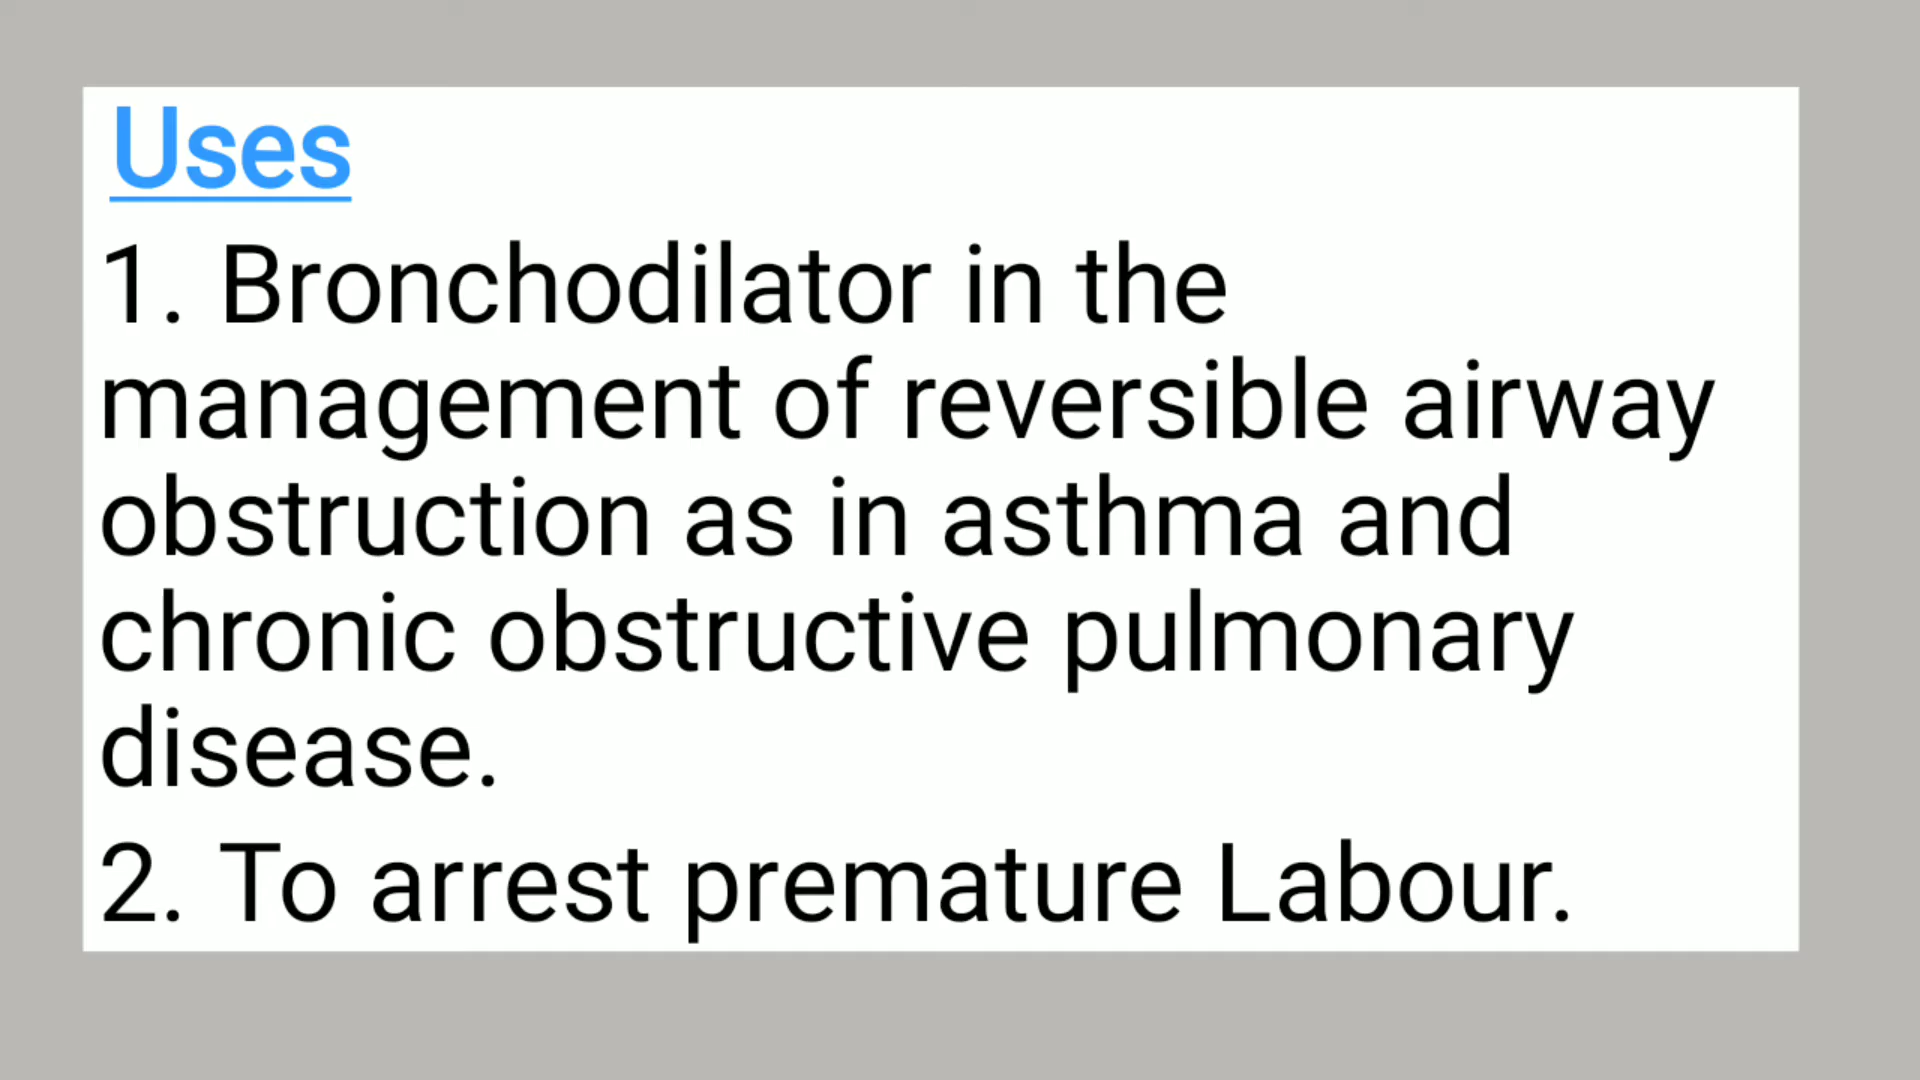 Uses
1. Bronchodilator in the
management of reversible airway
obstruction as in asthma and
chronic obstructive pulmonary
disease.
2. To arrest premature Labour.